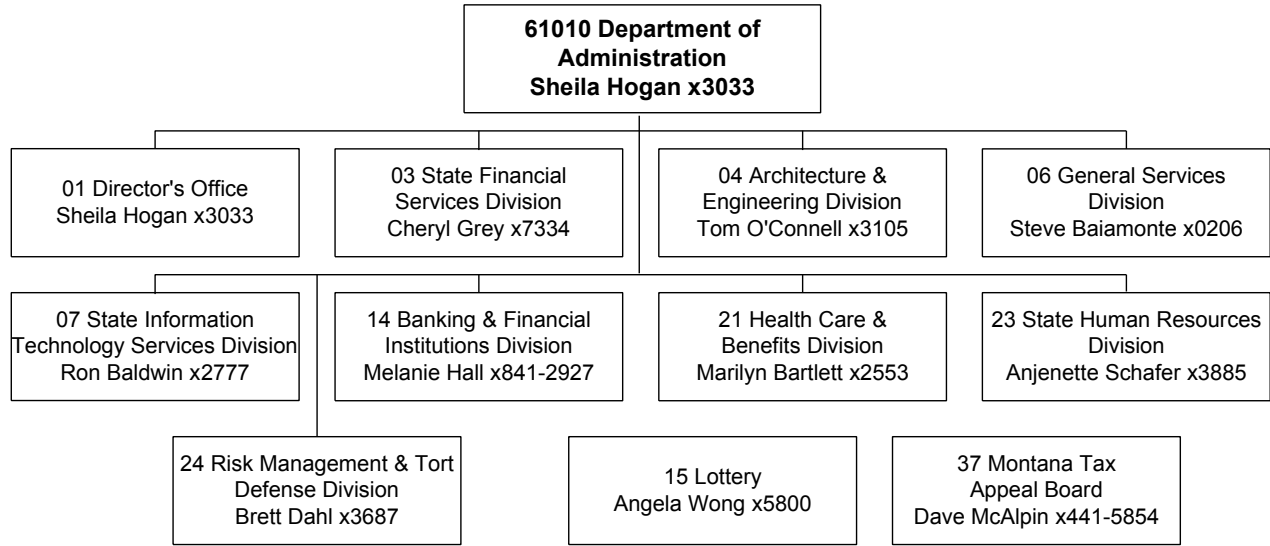 61010 Department of
Administration
Sheila Hogan x3033
01 Director's Office
Sheila Hogan x3033
03 State Financial
Services Division
Cheryl Grey x7334
04 Architecture &
Engineering Division
Tom O'Connell x3105
06 General Services
Division
Steve Baiamonte x0206
07 State Information
Technology Services Division
Ron Baldwin x2777
14 Banking & Financial
Institutions Division
Melanie Hall x841-2927
21 Health Care &
Benefits Division
Marilyn Bartlett x2553
23 State Human Resources
Division
Anjenette Schafer x3885
24 Risk Management & Tort
Defense Division
Brett Dahl x3687
15 Lottery
Angela Wong x5800
37 Montana Tax
Appeal Board
Dave McAlpin x441-5854